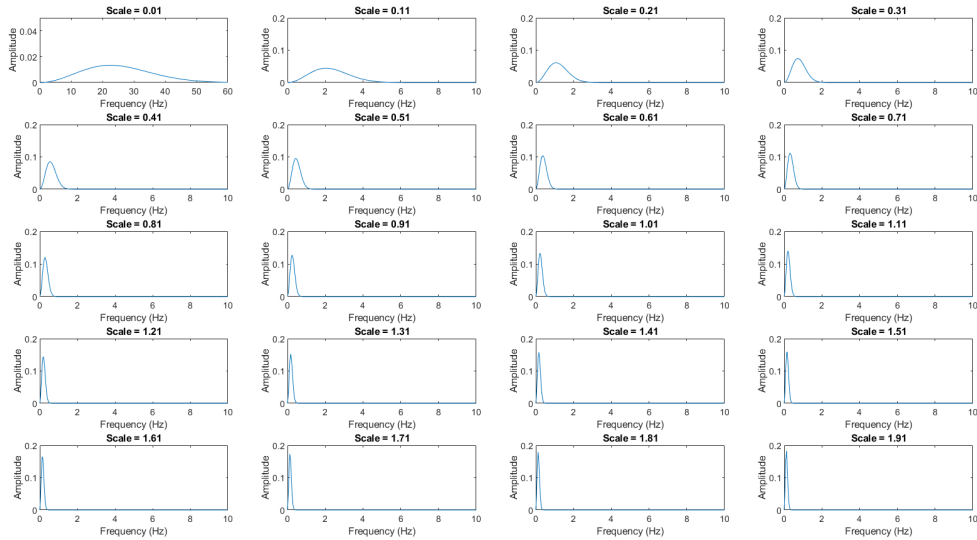 Scale = 0.01
Amplitude
0.04
0.02
0
0 10 20 30 40 50 60
Frequency (Hz)
Scale = 0.11
Amplitude
0.2
0.1
0
0 2 4 6 8 10
Frequency (Hz)
Scale = 0.21
Amplitude
0.2
0.1
0
0 2 4 6 8 10
Frequency (Hz)
Scale = 0.31
Amplitude
0.2
0.1
0
0 2 4 6 8 10
Frequency (Hz)
Scale = 0.41
Amplitude
0.2
0.1
0
0 2 4 6 8 10
Frequency (Hz)
Scale = 0.51
Amplitude
0.2
0.1
0
0 2 4 6 8 10
Frequency (Hz)
Scale = 0.61
Amplitude
0.2
0.1
0
0 2 4 6 8 10
Frequency (Hz)
Scale = 0.71
Amplitude
0.2
0.1
0
0 2 4 6 8 10
Frequency (Hz)
Scale = 0.81
Amplitude
0.2
0.1
0
0 2 4 6 8 10
Frequency (Hz)
Scale = 0.91
Amplitude
0.2
0.1
0
0 2 4 6 8 10
Frequency (Hz)
Scale = 1.01
Amplitude
0.2
0.1
0
0 2 4 6 8 10
Frequency (Hz)
Scale = 1.11
Amplitude
0.2
0.1
0
0 2 4 6 8 10
Frequency (Hz)
Scale = 1.21
Amplitude
0.2
0.1
0
0 2 4 6 8 10
Frequency (Hz)
Scale = 1.31
Amplitude
0.2
0.1
0
0 2 4 6 8 10
Frequency (Hz)
Scale = 1.41
Amplitude
0.2
0.1
0
0 2 4 6 8 10
Frequency (Hz)
Scale = 1.51
Amplitude
0.2
0.1
0
0 2 4 6 8 10
Frequency (Hz)
Scale = 1.61
Amplitude
0.2
0.1
0
0 2 4 6 8 10
Frequency (Hz)
Scale = 1.71
Amplitude
0.2
0.1
0
0 2 4 6 8 10
Frequency (Hz)
Scale = 1.81
Amplitude
0.2
0.1
0
0 2 4 6 8 10
Frequency (Hz)
Scale = 1.91
Amplitude
0.2
0.1
0
0 2 4 6 8 10
Frequency (Hz)